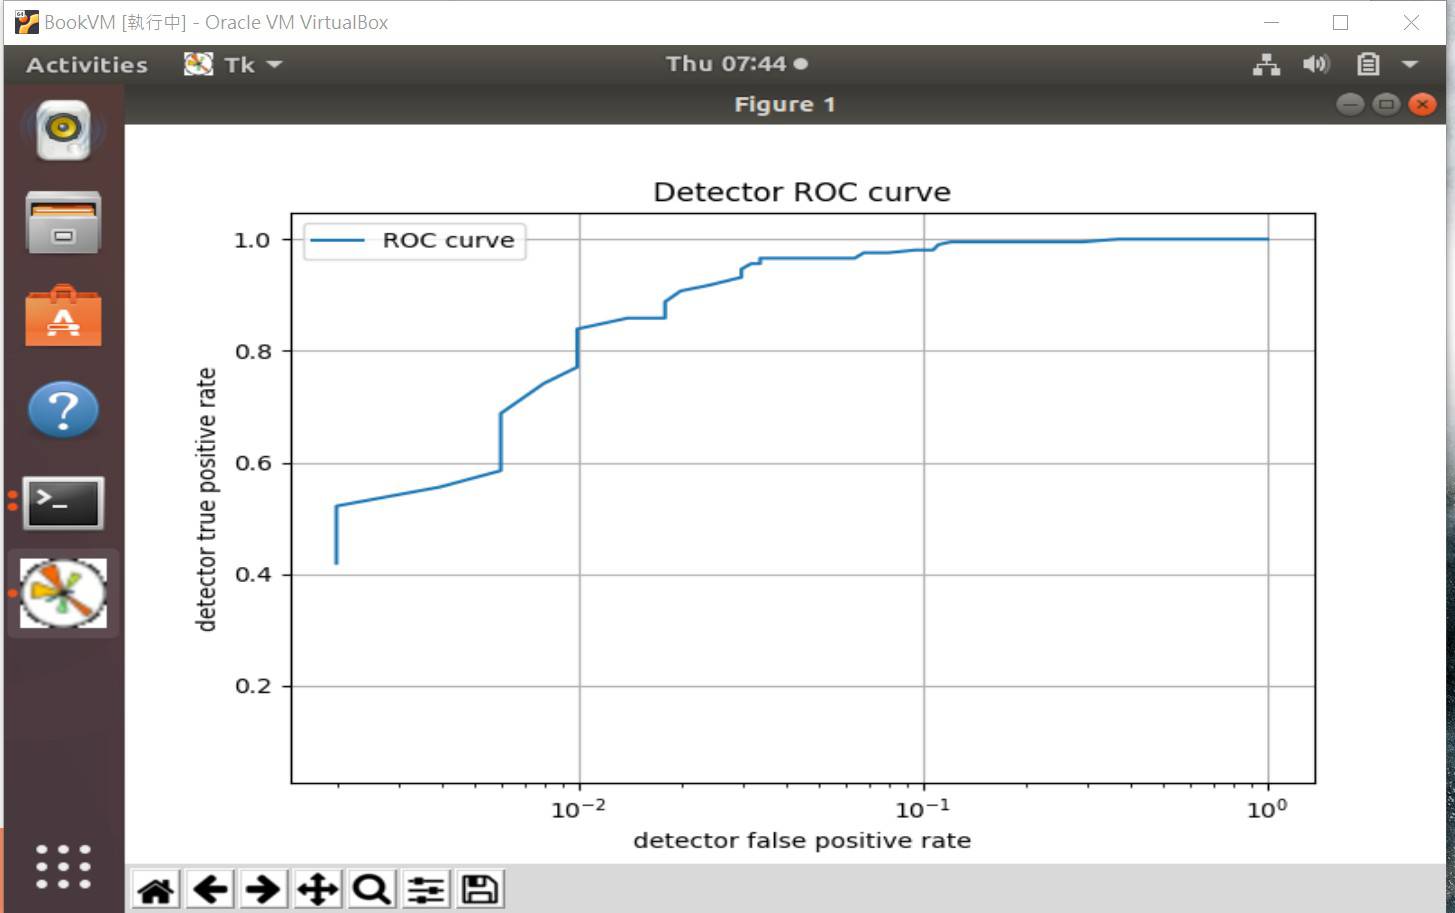 BookVM [執行中] - Oracle VM VirtualBox
Activities Tk Thu 07:44
Figure 1
Detector ROC curve
ROC curve
1.0
0.8
0.6
0.4
0.2
detector true positive rate
10⁻² 10⁻¹ 10⁰
detector false positive rate